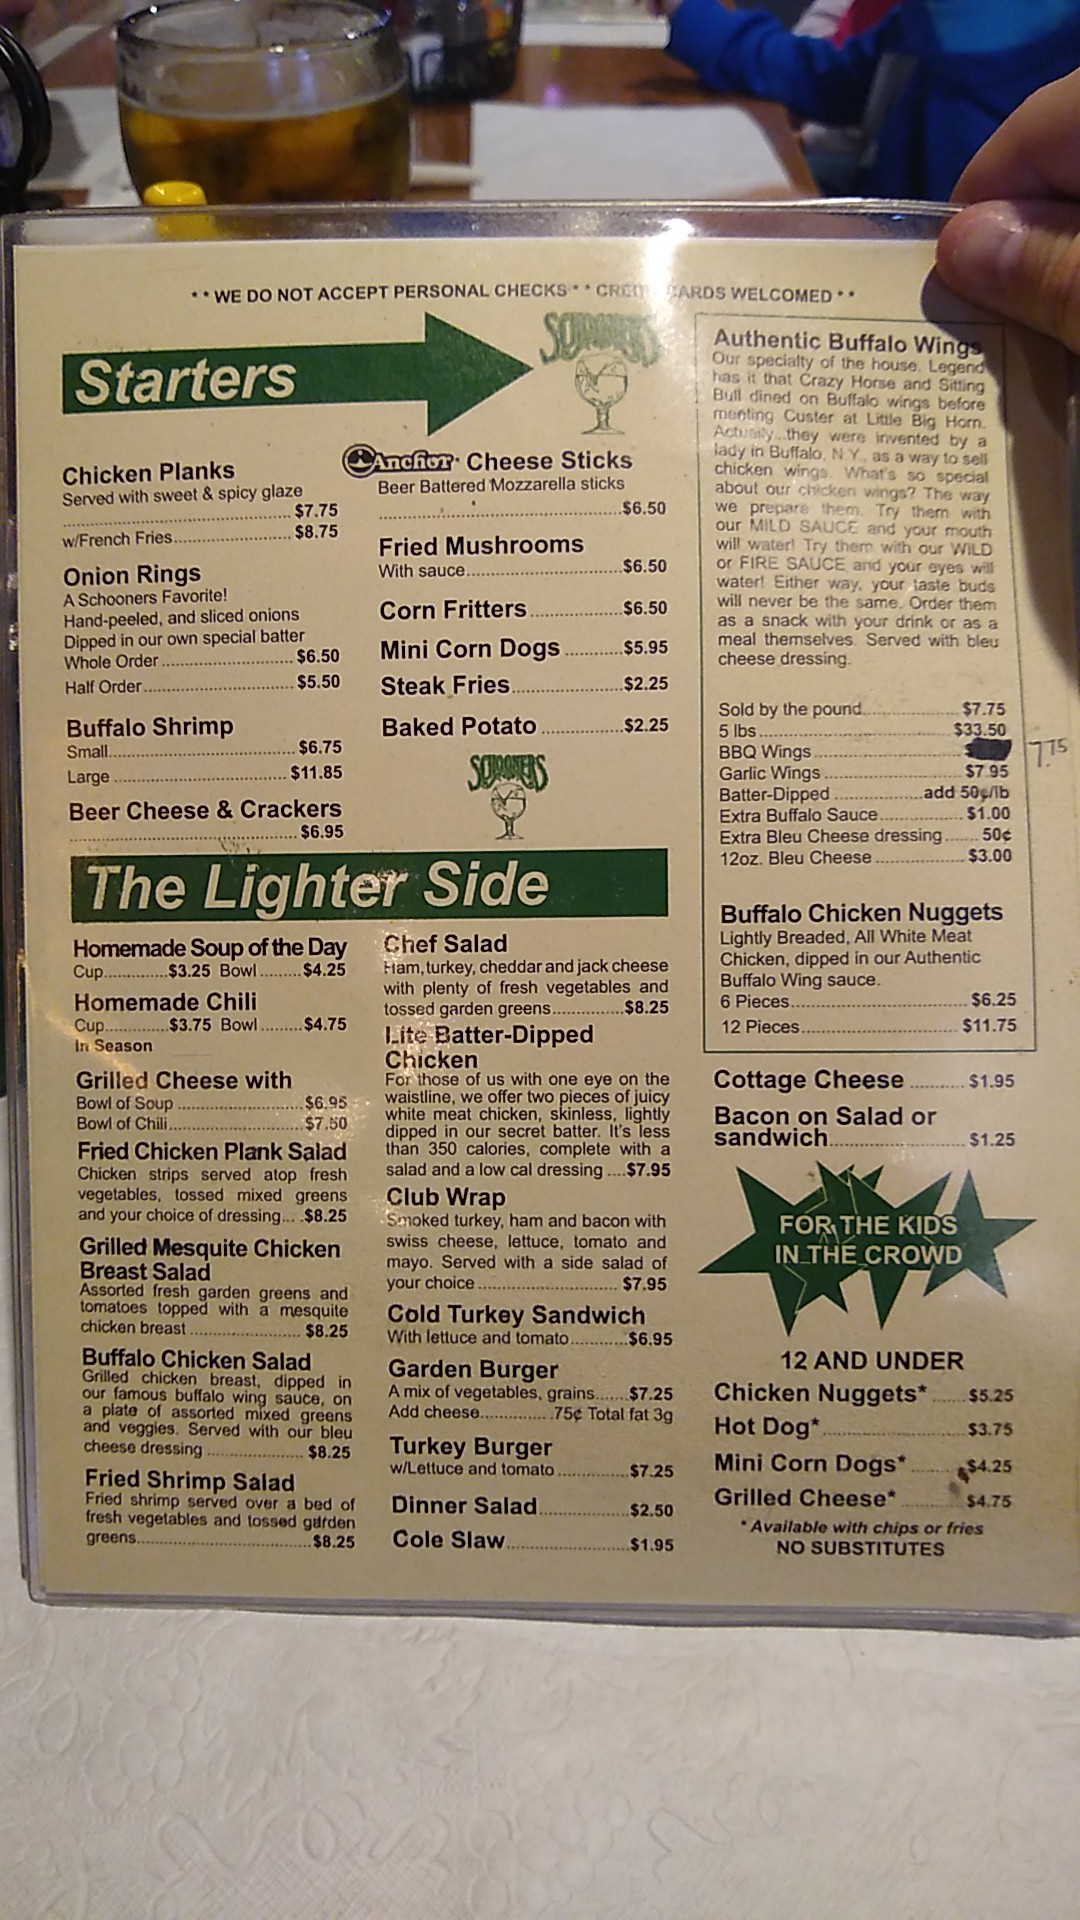 **WE DO NOT ACCEPT PERSONAL CHECKS** CREDIT CARDS WELCOMED**
Starters
SCHOONERS
Chicken Planks
Served with sweet & spicy glaze
........ $7.75
w/French Fries........ $8.75
Onion Rings
A Schooners Favorite!
Hand-peeled, and sliced onions
Dipped in our own special batter
Whole Order ........ $6.50
Half Order ........ $5.50
Buffalo Shrimp
Small........ $6.75
Large ........ $11.85
Beer Cheese & Crackers
........ $6.95
Anchor Cheese Sticks
Beer Battered Mozzarella sticks
........ $6.50
Fried Mushrooms
With sauce........ $6.50
Corn Fritters ........ $6.50
Mini Corn Dogs ........ $5.95
Steak Fries........ $2.25
Baked Potato ........ $2.25
SCHOONERS
Authentic Buffalo Wings
Our specialty of the house. Legend
has it that Crazy Horse and Sitting
Bull dined on Buffalo wings before
meeting Custer at Little Big Horn.
Actually...they were invented by a
lady in Buffalo, N.Y., as a way to sell
chicken wings. What's so special
about our chicken wings? The way
we prepare them. Try them with
our MILD SAUCE and your mouth
will water! Try them with our WILD
or FIRE SAUCE and your eyes will
water! Either way, your taste buds
will never be the same. Order them
as a snack with your drink or as a
meal themselves. Served with bleu
cheese dressing.
Sold by the pound........ $7.75
5 lbs ........ $33.50
BBQ Wings ........ $ 7.75
Garlic Wings ........ $7.95
Batter-Dipped ........ add 50¢/lb
Extra Buffalo Sauce........ $1.00
Extra Bleu Cheese dressing....... 50¢
12oz. Bleu Cheese ........ $3.00
Buffalo Chicken Nuggets
Lightly Breaded, All White Meat
Chicken, dipped in our Authentic
Buffalo Wing sauce.
6 Pieces........ $6.25
12 Pieces........ $11.75
The Lighter Side
Homemade Soup of the Day
Cup........ $3.25 Bowl ........ $4.25
Homemade Chili
Cup........ $3.75 Bowl ........ $4.75
In Season
Grilled Cheese with
Bowl of Soup ........ $6.95
Bowl of Chili........ $7.50
Fried Chicken Plank Salad
Chicken strips served atop fresh
vegetables, tossed mixed greens
and your choice of dressing... .$8.25
Grilled Mesquite Chicken
Breast Salad
Assorted fresh garden greens and
tomatoes topped with a mesquite
chicken breast ........ $8.25
Buffalo Chicken Salad
Grilled chicken breast, dipped in
our famous buffalo wing sauce, on
a plate of assorted mixed greens
and veggies. Served with our bleu
cheese dressing ........ $8.25
Fried Shrimp Salad
Fried shrimp served over a bed of
fresh vegetables and tossed garden
greens........ $8.25
Chef Salad
Ham, turkey, cheddar and jack cheese
with plenty of fresh vegetables and
tossed garden greens........ $8.25
Lite Batter-Dipped
Chicken
For those of us with one eye on the
waistline, we offer two pieces of juicy
white meat chicken, skinless, lightly
dipped in our secret batter. It's less
than 350 calories, complete with a
salad and a low cal dressing ....$7.95
Club Wrap
Smoked turkey, ham and bacon with
swiss cheese, lettuce, tomato and
mayo. Served with a side salad of
your choice ........ $7.95
Cold Turkey Sandwich
With lettuce and tomato........ $6.95
Garden Burger
A mix of vegetables, grains....... $7.25
Add cheese........ .75¢ Total fat 3g
Turkey Burger
w/Lettuce and tomato ........ $7.25
Dinner Salad........ $2.50
Cole Slaw........ $1.95
Cottage Cheese ........ $1.95
Bacon on Salad or
sandwich........ $1.25
FOR THE KIDS
IN THE CROWD
12 AND UNDER
Chicken Nuggets* ...... $5.25
Hot Dog*........ $3.75
Mini Corn Dogs* ........ $4.25
Grilled Cheese* ........ $4.75
* Available with chips or fries
NO SUBSTITUTES